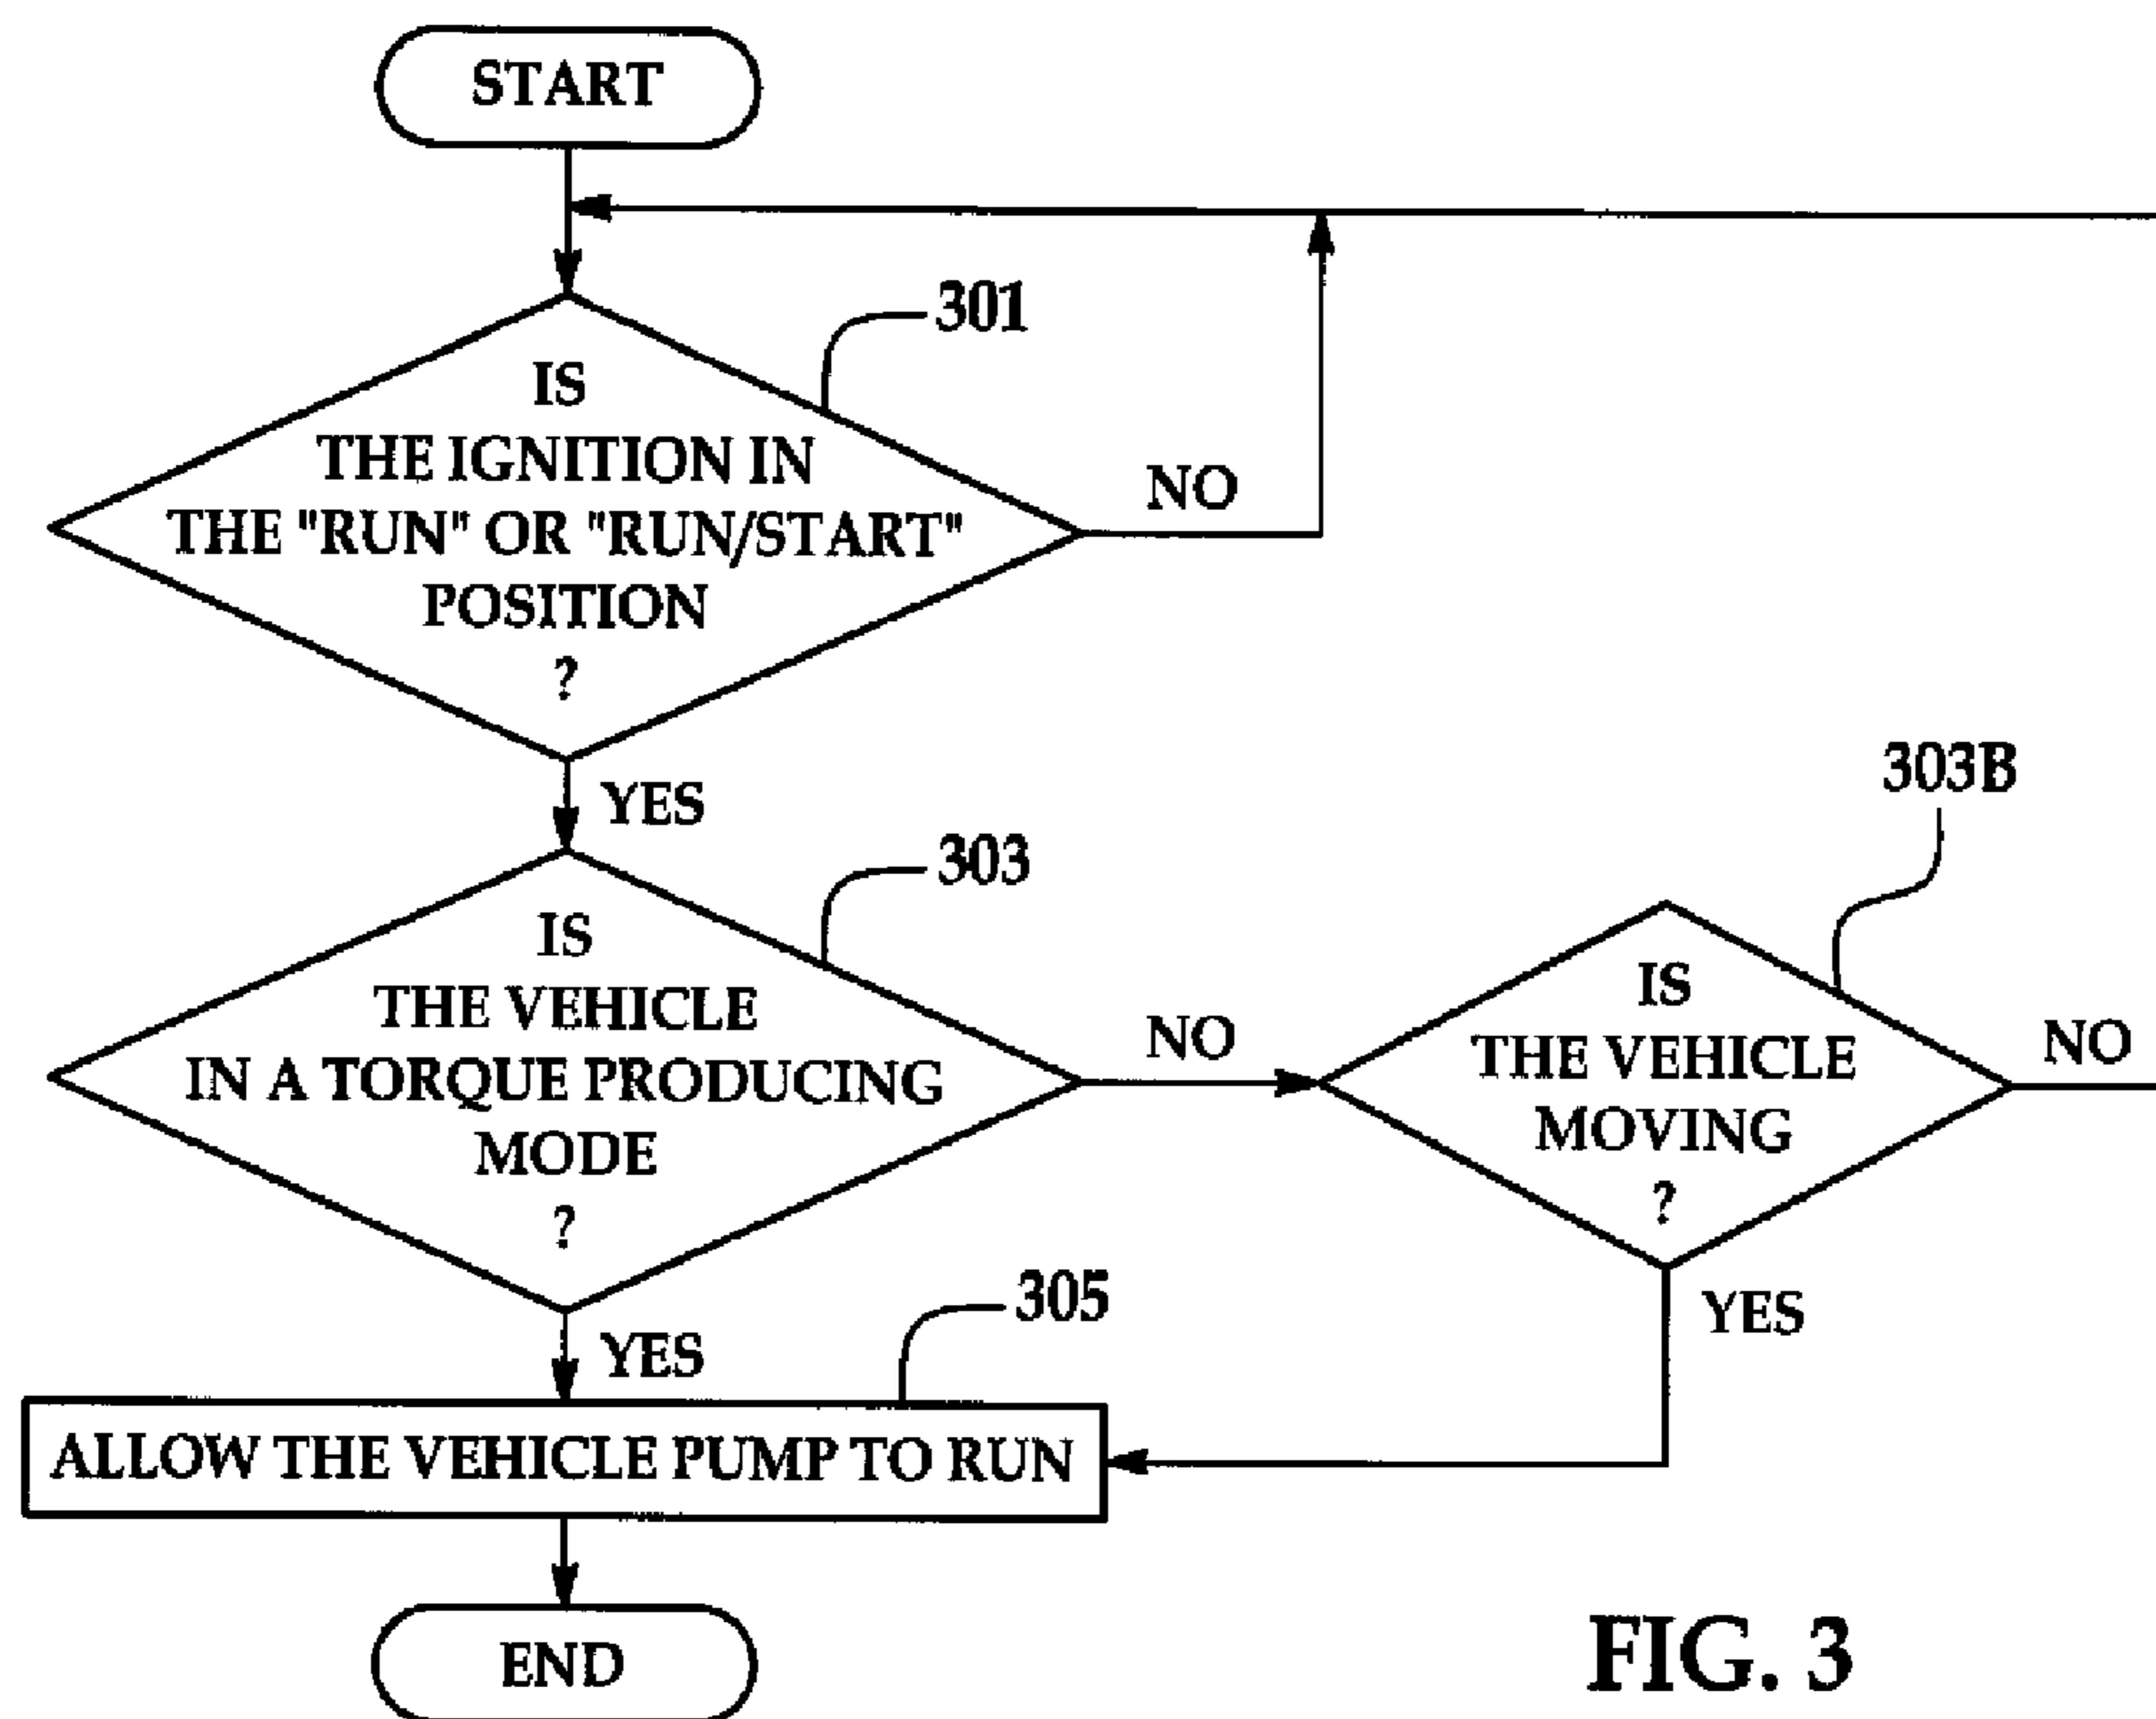 START
301
IS
THE IGNITION IN
THE "RUN" OR "RUN/START"
POSITION
?
NO
YES
303
IS
THE VEHICLE
IN A TORQUE PRODUCING
MODE
?
NO
303B
IS
THE VEHICLE
MOVING
?
NO
YES
YES
305
ALLOW THE VEHICLE PUMP TO RUN
END
FIG. 3